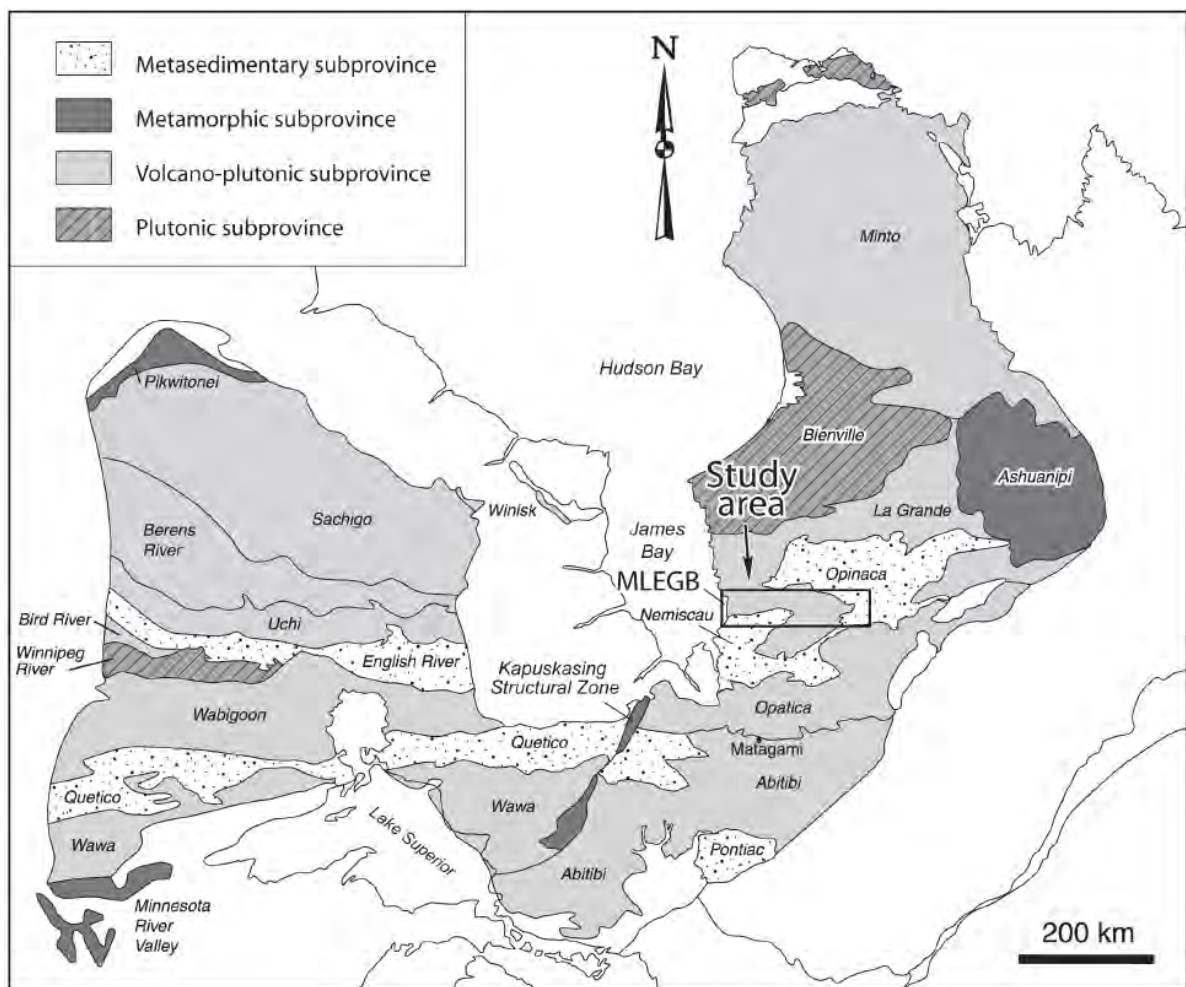 Metasedimentary subprovince
Metamorphic subprovince
Volcano-plutonic subprovince
Plutonic subprovince
N
Minto
Hudson Bay
Pikwitonei
Bienville
Ashuanipi
Study
area
La Grande
Sachigo
Winisk
Berens
River
James
Bay
Opinaca
MLEGB
Nemiscau
Bird River
Uchi
Winnipeg
River
English River
Kapuskasing
Structural Zone
Wabigoon
Opatica
Quetico
Matagami
Abitibi
Quetico
Wawa
Lake Superior
Wawa
Pontiac
Abitibi
Minnesota
River
Valley
200 km